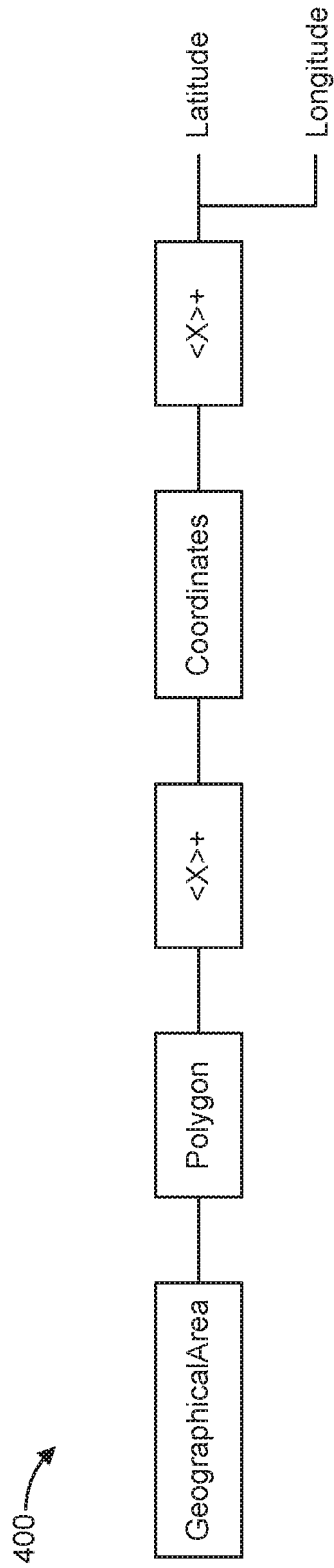 400
GeographicalArea
Polygon
<X>+
Coordinates
<X>+
Latitude
Longitude